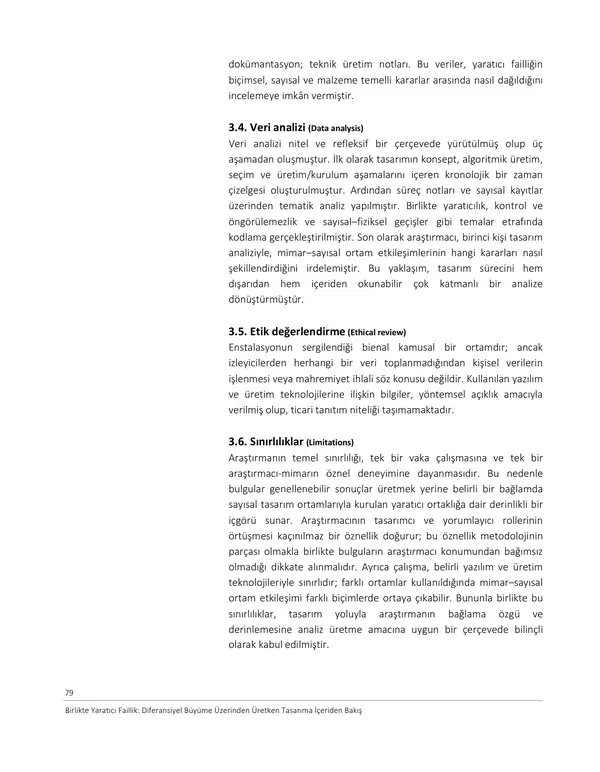 dokümantasyon; teknik üretim notları. Bu veriler, yaratıcı failliğin
biçimsel, sayısal ve malzeme temelli kararlar arasında nasıl dağıldığını
incelemeye imkân vermiştir.
3.4. Veri analizi (Data analysis)
Veri analizi nitel ve refleksif bir çerçevede yürütülmüş olup üç
aşamadan oluşmuştur. İlk olarak tasarımın konsept, algoritmik üretim,
seçim ve üretim/kurulum aşamalarını içeren kronolojik bir zaman
çizelgesi oluşturulmuştur. Ardından süreç notları ve sayısal kayıtlar
üzerinden tematik analiz yapılmıştır. Birlikte yaratıcılık, kontrol ve
öngörülemezlik ve sayısal–fiziksel geçişler gibi temalar etrafında
kodlama gerçekleştirilmiştir. Son olarak araştırmacı, birinci kişi tasarım
analiziyle, mimar–sayısal ortam etkileşimlerinin hangi kararları nasıl
şekillendirdiğini irdelemiştir. Bu yaklaşım, tasarım sürecini hem
dışarıdan hem içeriden okunabilir çok katmanlı bir analize
dönüştürmüştür.
3.5. Etik değerlendirme (Ethical review)
Enstalasyonun sergilendiği bienal kamusal bir ortamdır; ancak
izleyicilerden herhangi bir veri toplanmadığından kişisel verilerin
işlenmesi veya mahremiyet ihlali söz konusu değildir. Kullanılan yazılım
ve üretim teknolojilerine ilişkin bilgiler, yöntemsel açıklık amacıyla
verilmiş olup, ticari tanıtım niteliği taşımamaktadır.
3.6. Sınırlılıklar (Limitations)
Araştırmanın temel sınırlılığı, tek bir vaka çalışmasına ve tek bir
araştırmacı-mimarın öznel deneyimine dayanmasıdır. Bu nedenle
bulgular genellenebilir sonuçlar üretmek yerine belirli bir bağlamda
sayısal tasarım ortamlarıyla kurulan yaratıcı ortaklığa dair derinlikli bir
içgörü sunar. Araştırmacının tasarımcı ve yorumlayıcı rollerinin
örtüşmesi kaçınılmaz bir öznellik doğurur; bu öznellik metodolojinin
parçası olmakla birlikte bulguların araştırmacı konumundan bağımsız
olmadığı dikkate alınmalıdır. Ayrıca çalışma, belirli yazılım ve üretim
teknolojileriyle sınırlıdır; farklı ortamlar kullanıldığında mimar–sayısal
ortam etkileşimi farklı biçimlerde ortaya çıkabilir. Bununla birlikte bu
sınırlılıklar, tasarım yoluyla araştırmanın bağlama özgü ve
derinlemesine analiz üretme amacına uygun bir çerçevede bilinçli
olarak kabul edilmiştir.
79
Birlikte Yaratıcı Faillik: Diferansiyel Büyüme Üzerinden Üretken Tasarıma İçeriden Bakış